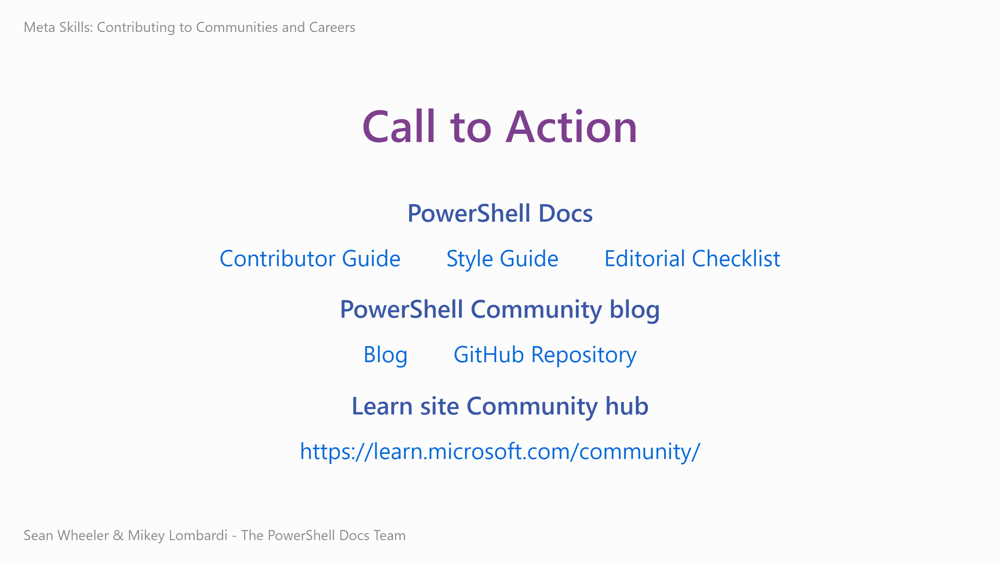 Meta Skills: Contributing to Communities and Careers
Call to Action
PowerShell Docs
Contributor Guide Style Guide Editorial Checklist
PowerShell Community blog
Blog GitHub Repository
Learn site Community hub
https://learn.microsoft.com/community/
Sean Wheeler & Mikey Lombardi - The PowerShell Docs Team